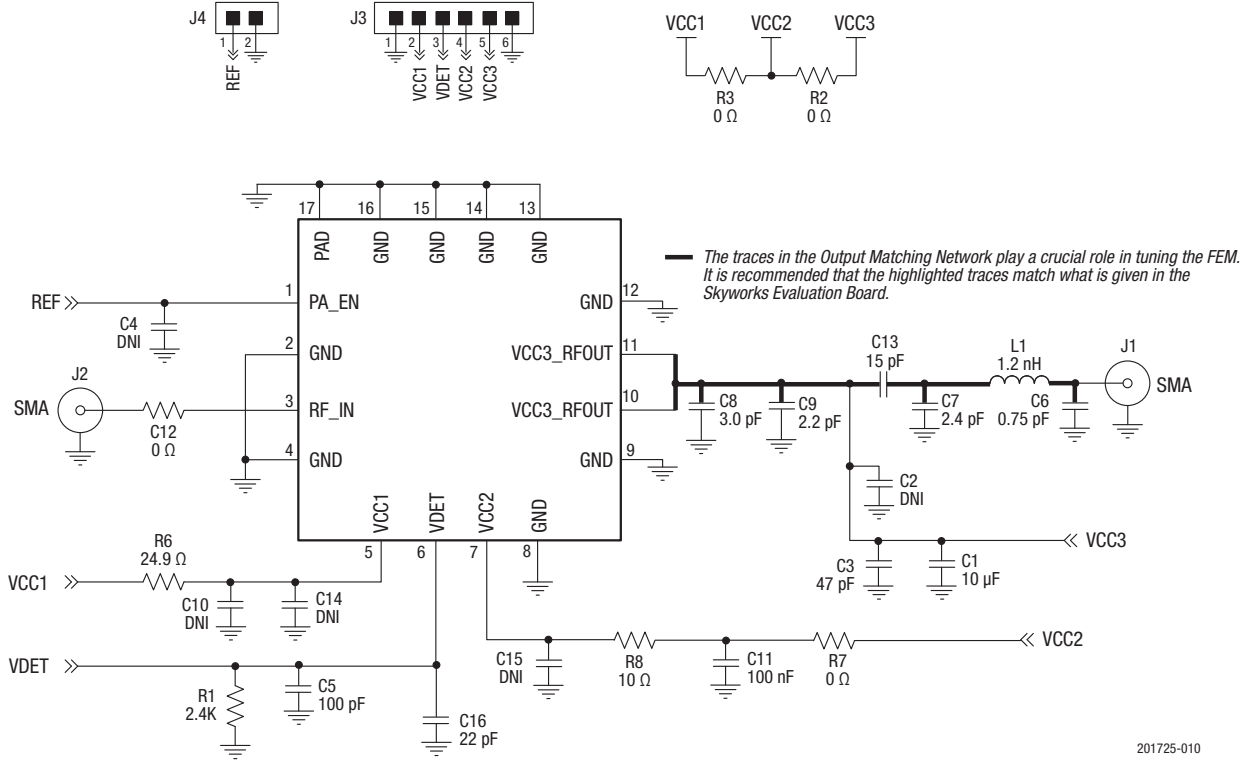 J4
1 2
REF
J3
1 2 3 4 5 6
VCC1
VDET
VCC2
VCC3
VCC1 VCC2 VCC3
R3
0 Ω
R2
0 Ω
17 16 15 14 13
PAD GND GND GND GND
The traces in the Output Matching Network play a crucial role in tuning the FEM.
It is recommended that the highlighted traces match what is given in the
Skyworks Evaluation Board.
REF
C4
DNI
1 PA_EN
2 GND
J2
SMA
C12
0 Ω
3 RF_IN
4 GND
GND 12
VCC3_RFOUT 11
VCC3_RFOUT 10
GND 9
C8
3.0 pF
C9
2.2 pF
C13
15 pF
C7
2.4 pF
L1
1.2 nH
C6
0.75 pF
J1
SMA
C2
DNI
VCC3
C3
47 pF
C1
10 µF
VCC1 VDET VCC2 GND
5 6 7 8
VCC1
R6
24.9 Ω
C10
DNI
C14
DNI
VDET
R1
2.4K
C5
100 pF
C16
22 pF
C15
DNI
R8
10 Ω
C11
100 nF
R7
0 Ω
VCC2
201725-010